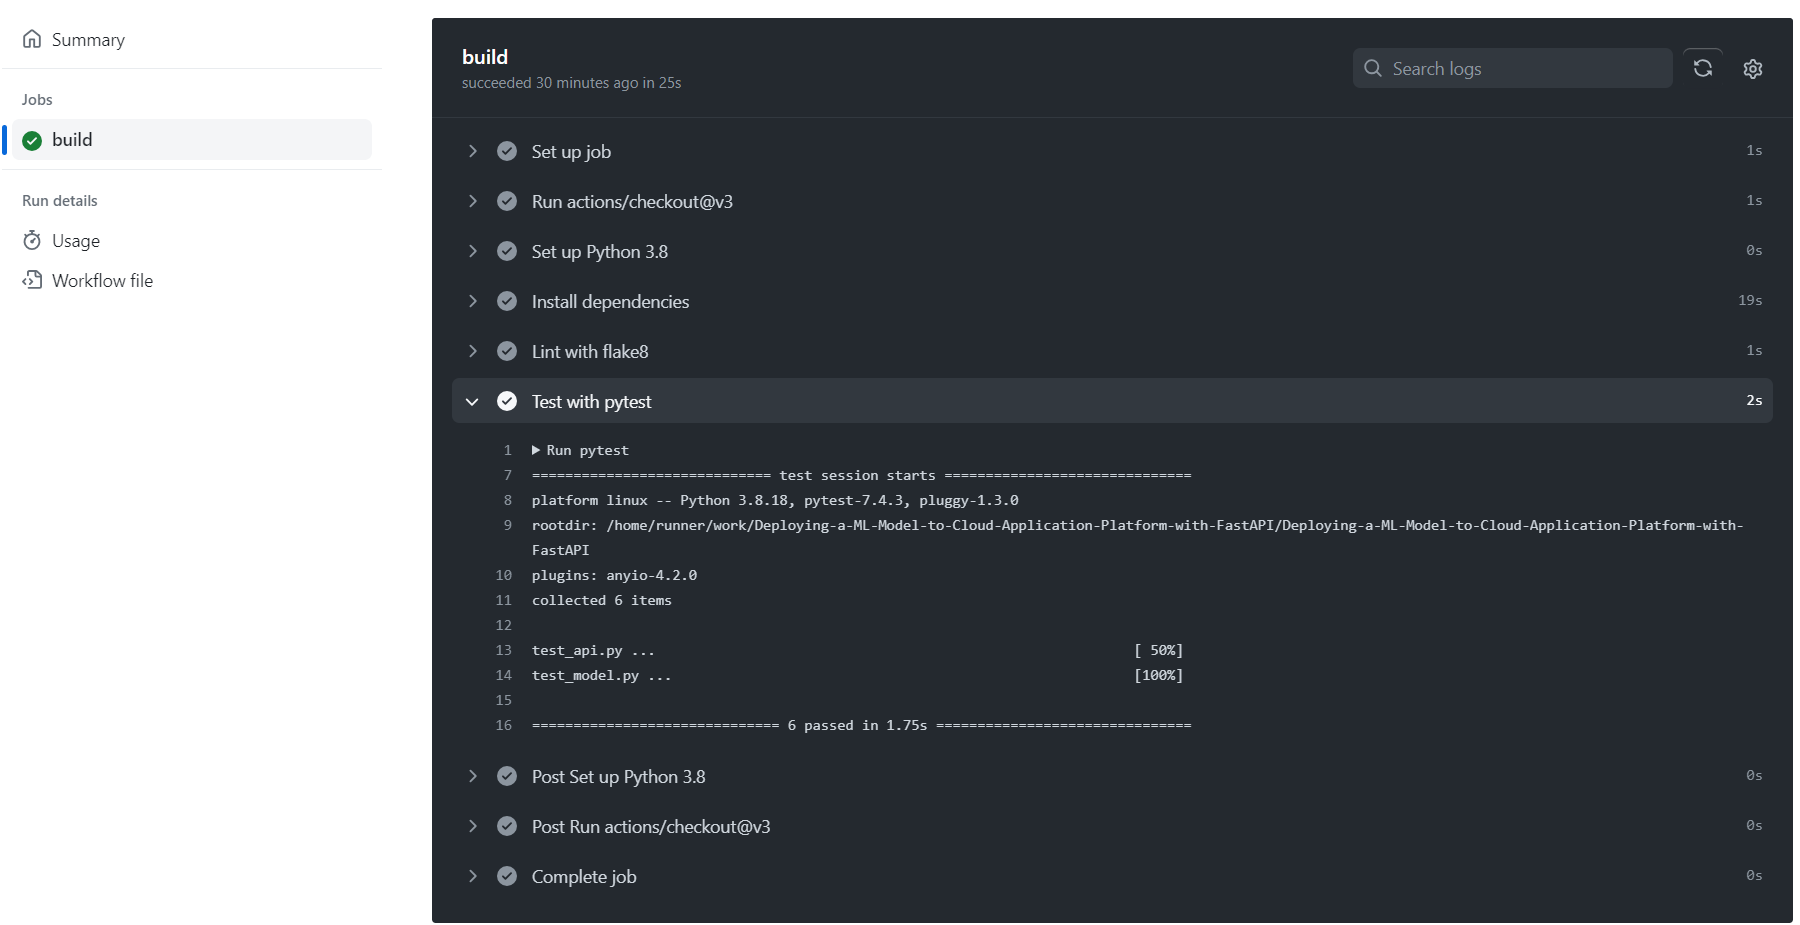 Summary
Jobs
build
Run details
Usage
Workflow file
build
succeeded 30 minutes ago in 25s
Search logs
Set up job 1s
Run actions/checkout@v3 1s
Set up Python 3.8 0s
Install dependencies 19s
Lint with flake8 1s
Test with pytest 2s
1 ▶ Run pytest
7 ============================= test session starts ==============================
8 platform linux -- Python 3.8.18, pytest-7.4.3, pluggy-1.3.0
9 rootdir: /home/runner/work/Deploying-a-ML-Model-to-Cloud-Application-Platform-with-FastAPI/Deploying-a-ML-Model-to-Cloud-Application-Platform-with-
FastAPI
10 plugins: anyio-4.2.0
11 collected 6 items
12
13 test_api.py ... [ 50%]
14 test_model.py ... [100%]
15
16 ============================== 6 passed in 1.75s ===============================
Post Set up Python 3.8 0s
Post Run actions/checkout@v3 0s
Complete job 0s